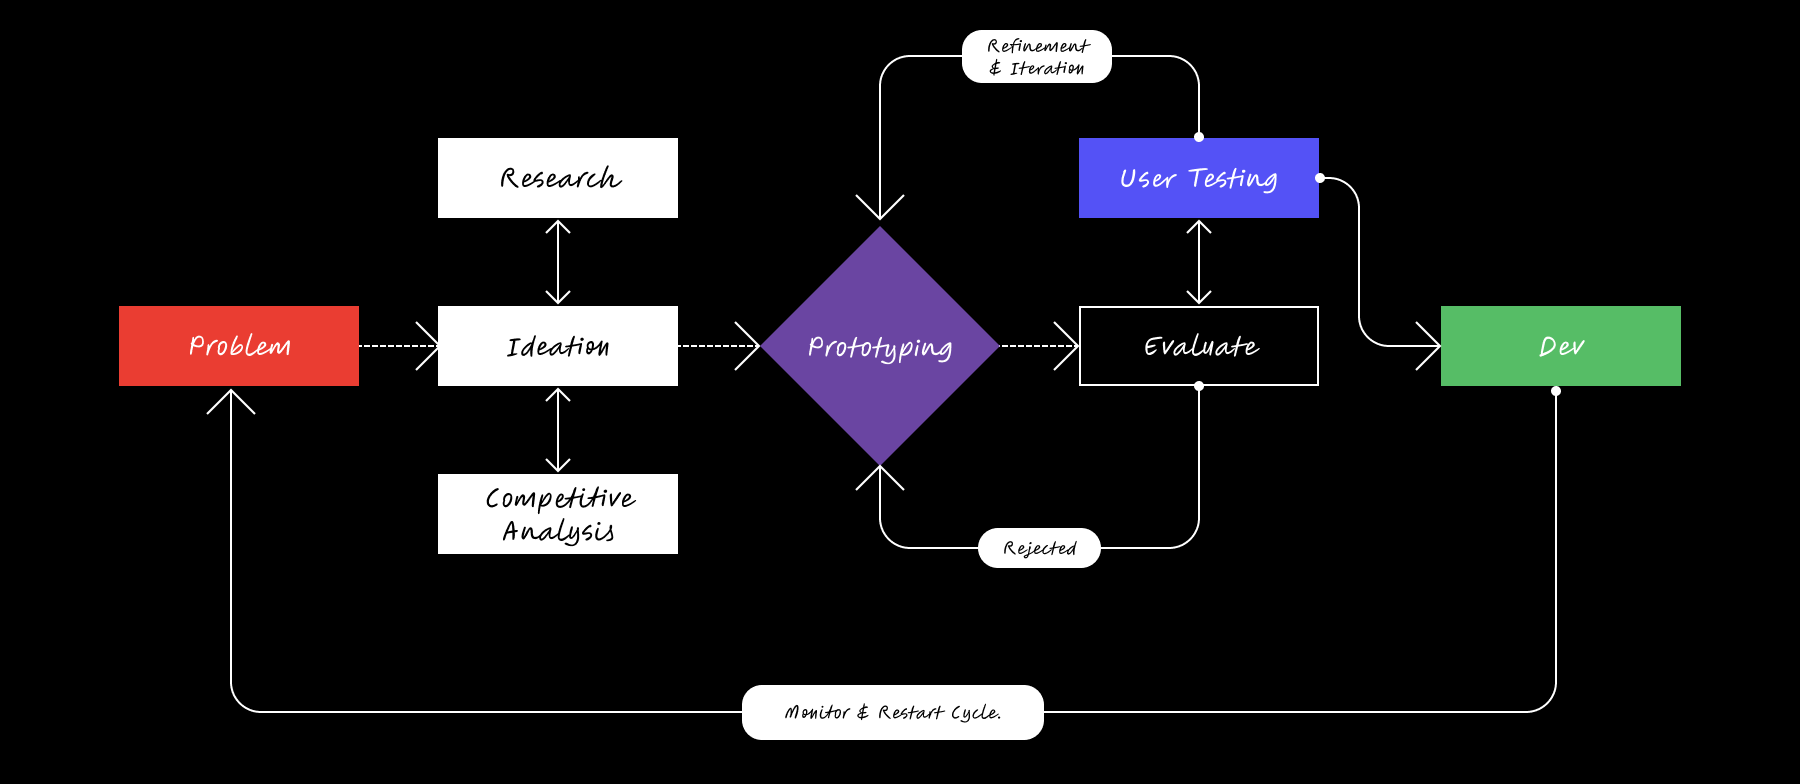 Refinement
& Iteration
Research
User Testing
Problem
Ideation
Prototyping
Evaluate
Dev
Competitive
Analysis
Rejected
Monitor & Restart Cycle.